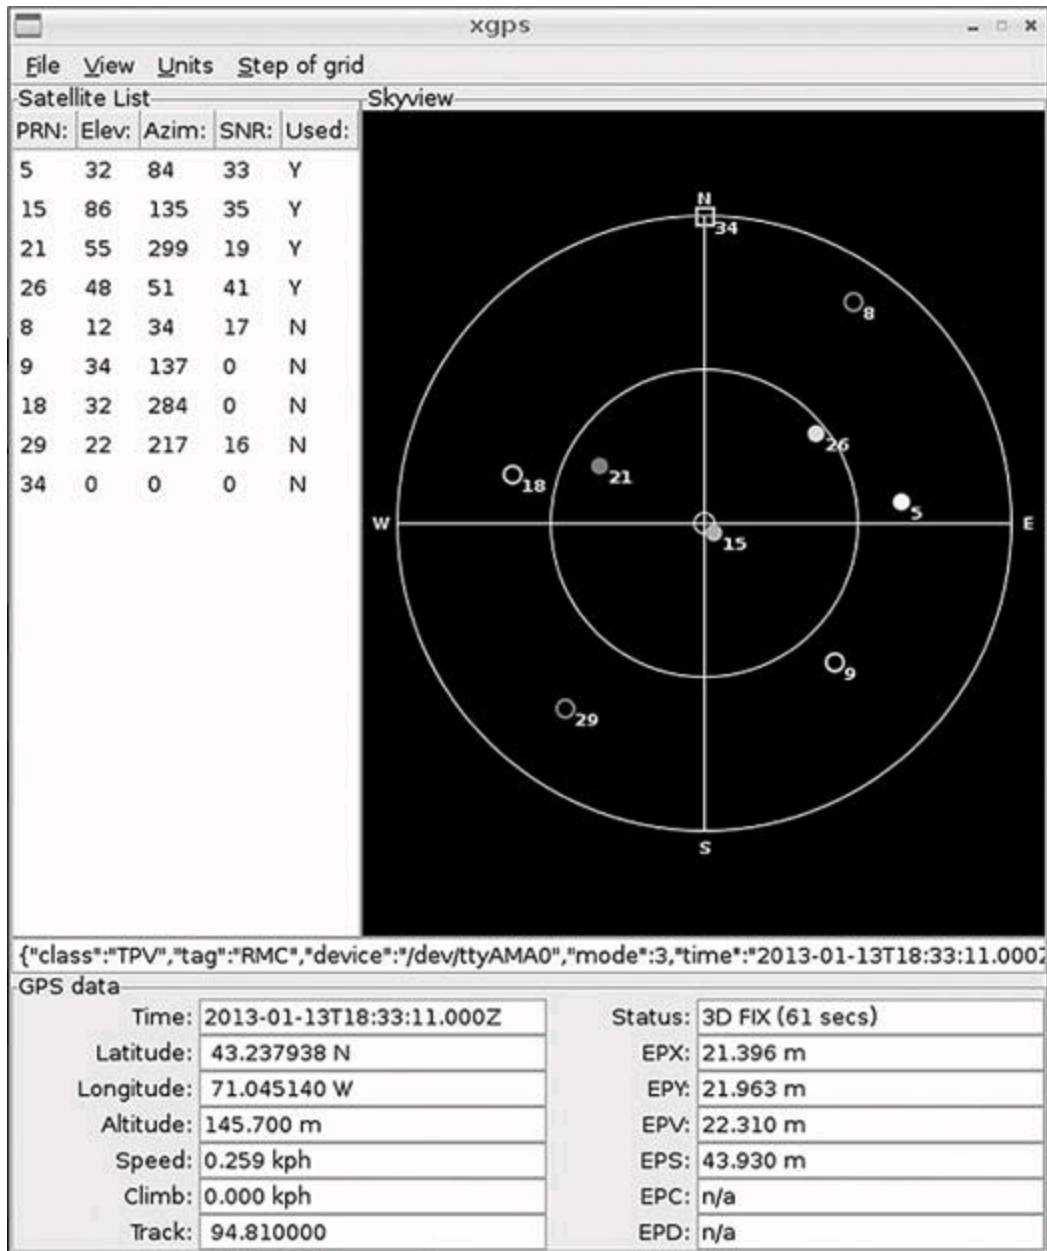 xgps
File View Units Step of grid
Satellite List
PRN: Elev: Azim: SNR: Used:
5 32 84 33 Y
15 86 135 35 Y
21 55 299 19 Y
26 48 51 41 Y
8 12 34 17 N
9 34 137 0 N
18 32 284 0 N
29 22 217 16 N
34 0 0 0 N
Skyview
N
34
8
26
21
18
5
W
E
15
9
29
S
{"class":"TPV","tag":"RMC","device":"/dev/ttyAMA0","mode":3,"time":"2013-01-13T18:33:11.000Z
GPS data
Time: 2013-01-13T18:33:11.000Z
Latitude: 43.237938 N
Longitude: 71.045140 W
Altitude: 145.700 m
Speed: 0.259 kph
Climb: 0.000 kph
Track: 94.810000
Status: 3D FIX (61 secs)
EPX: 21.396 m
EPY: 21.963 m
EPV: 22.310 m
EPS: 43.930 m
EPC: n/a
EPD: n/a